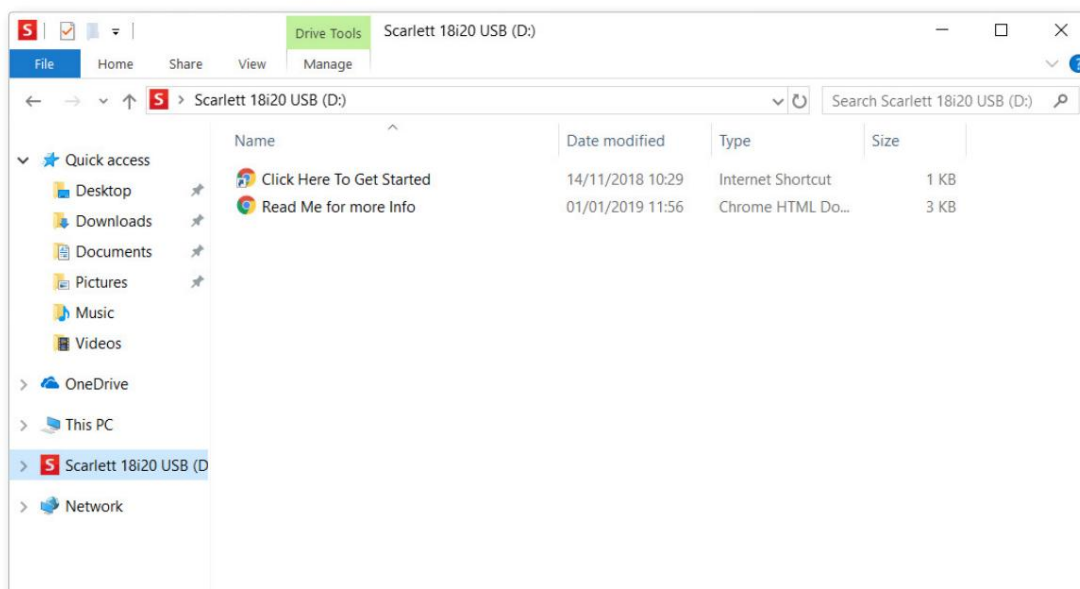 S
Drive Tools
Scarlett 18i20 USB (D:)
File
Home
Share
View
Manage
?
S
Scarlett 18i20 USB (D:)
Search Scarlett 18i20 USB (D:)
Name
Date modified
Type
Size
Click Here To Get Started
14/11/2018 10:29
Internet Shortcut
1 KB
Read Me for more Info
01/01/2019 11:56
Chrome HTML Do...
3 KB
Quick access
Desktop
Downloads
Documents
Pictures
Music
Videos
OneDrive
This PC
S
Scarlett 18i20 USB (D
Network